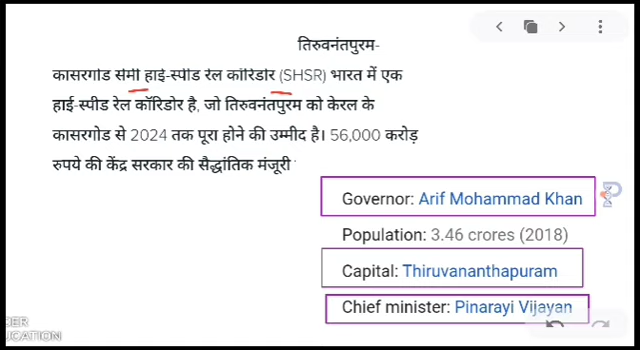 तिरुवनंतपुरम-
कासरगोड सेमी हाई-स्पीड रेल कॉरिडोर (SHSR) भारत में एक
हाई-स्पीड रेल कॉरिडोर है, जो तिरुवनंतपुरम को केरल के
कासरगोड से 2024 तक पूरा होने की उम्मीद है। 56,000 करोड़
रुपये की केंद्र सरकार की सैद्धांतिक मंजूरी
Governor: Arif Mohammad Khan
Population: 3.46 crores (2018)
Capital: Thiruvananthapuram
Chief minister: Pinarayi Vijayan